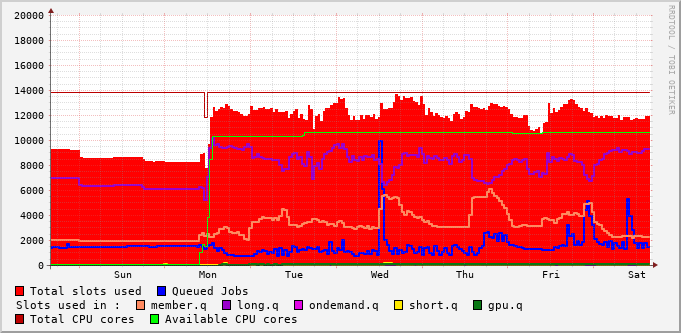 RRDTOOL / TOBI OETIKER
20000
18000
16000
14000
12000
10000
8000
6000
4000
2000
0
Sun Mon Tue Wed Thu Fri Sat
Total slots used Queued Jobs
Slots used in : member.q long.q ondemand.q short.q gpu.q
Total CPU cores Available CPU cores